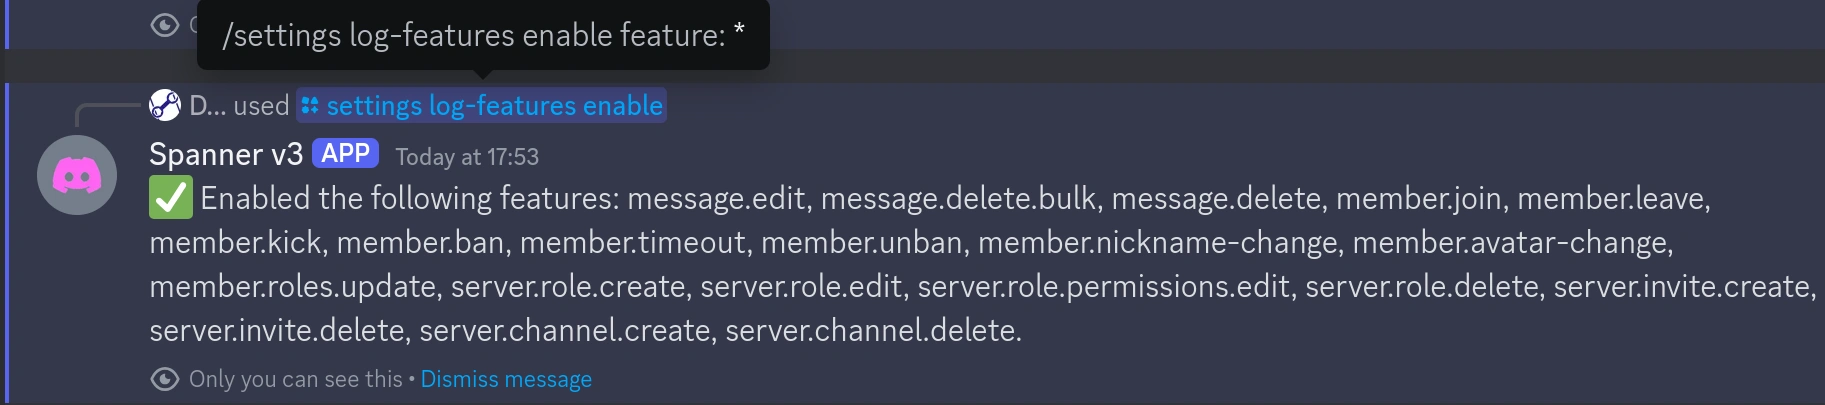 /settings log-features enable feature: *
D... used settings log-features enable
Spanner v3 APP Today at 17:53
Enabled the following features: message.edit, message.delete.bulk, message.delete, member.join, member.leave,
member.kick, member.ban, member.timeout, member.unban, member.nickname-change, member.avatar-change,
member.roles.update, server.role.create, server.role.edit, server.role.permissions.edit, server.role.delete, server.invite.create,
server.invite.delete, server.channel.create, server.channel.delete.
Only you can see this • Dismiss message